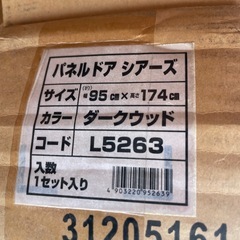 パネルドア シアーズ
サイズ (約)幅95cm×高さ174cm
カラー ダークウッド
コード L5263
入数
1セット入り
4903220952639
31205161